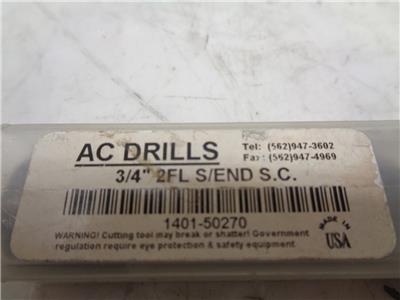 AC DRILLS
Tel: (562)947-3602
Fax: (562)947-4969
3/4" 2FL S/END S.C.
1401-50270
WARNING! Cutting tool may break or shatter! Government
regulation require eye protection & safety equipment
MADE IN
USA